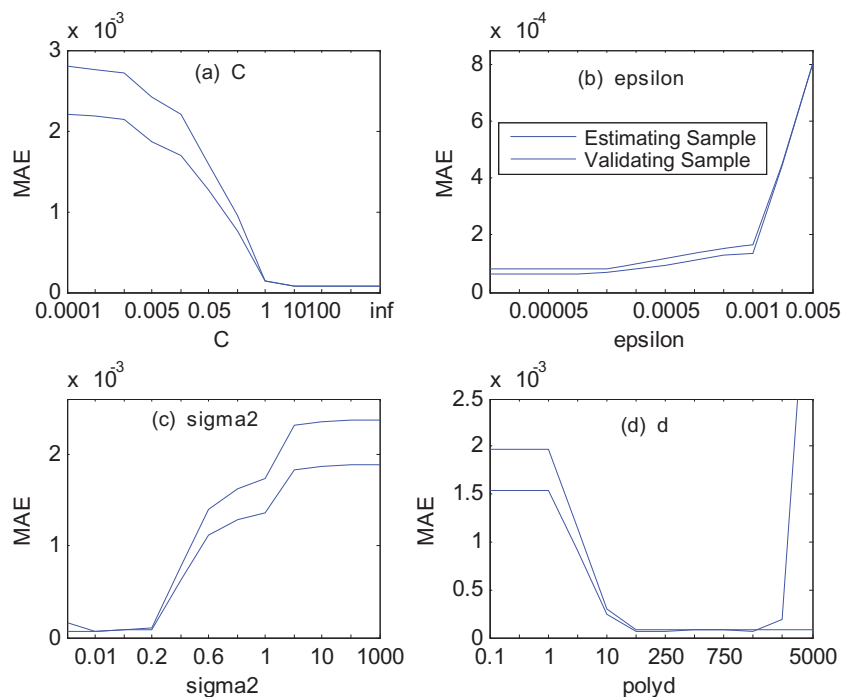 x 10^-3
(a) C
3
2
1
0
MAE
0.0001 0.005 0.05 1 10 100 inf
C
x 10^-4
(b) epsilon
8
6
4
2
0
MAE
Estimating Sample
Validating Sample
0.00005 0.0005 0.001 0.005
epsilon
x 10^-3
(c) sigma2
2
1
0
MAE
0.01 0.2 0.6 1 10 1000
sigma2
x 10^-3
(d) d
2.5
2
1.5
1
0.5
0
MAE
0.1 1 10 250 750 5000
polyd